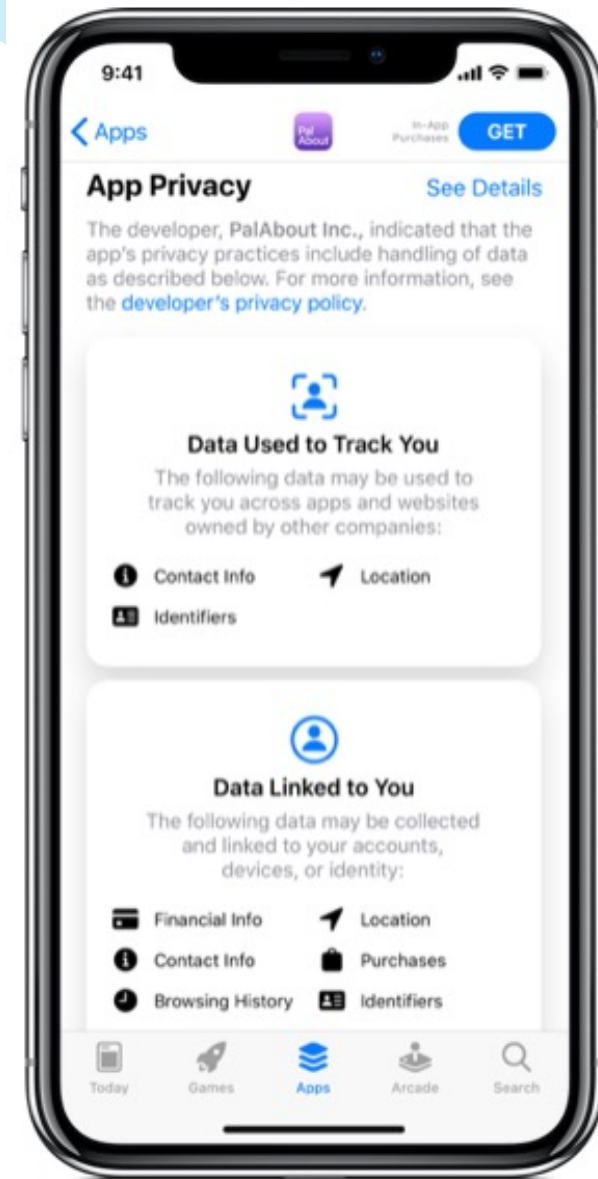 9:41
Apps
Pal
About
In-App
Purchases
GET
App Privacy
See Details
The developer, PalAbout Inc., indicated that the
app's privacy practices include handling of data
as described below. For more information, see
the developer's privacy policy.
Data Used to Track You
The following data may be used to
track you across apps and websites
owned by other companies:
Contact Info
Location
Identifiers
Data Linked to You
The following data may be collected
and linked to your accounts,
devices, or identity:
Financial Info
Location
Contact Info
Purchases
Browsing History
Identifiers
Today
Games
Apps
Arcade
Search